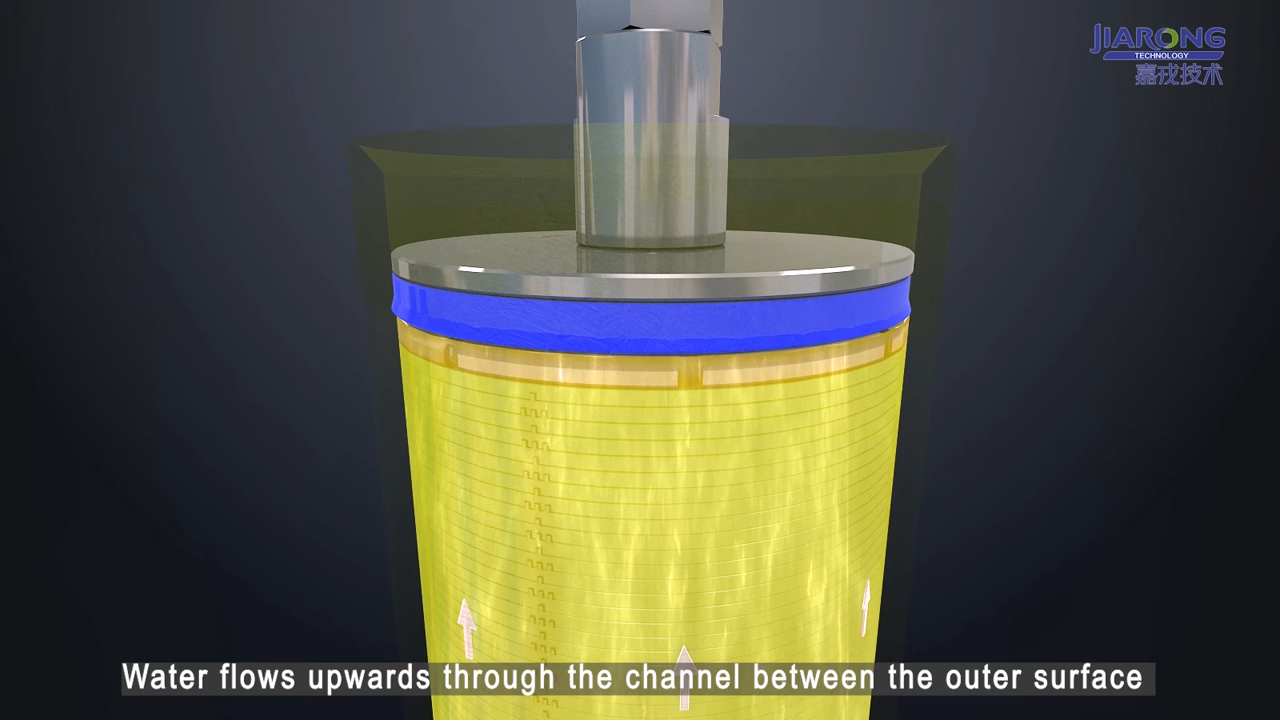 JIARONG
TECHNOLOGY
嘉戎技术
Water flows upwards through the channel between the outer surface